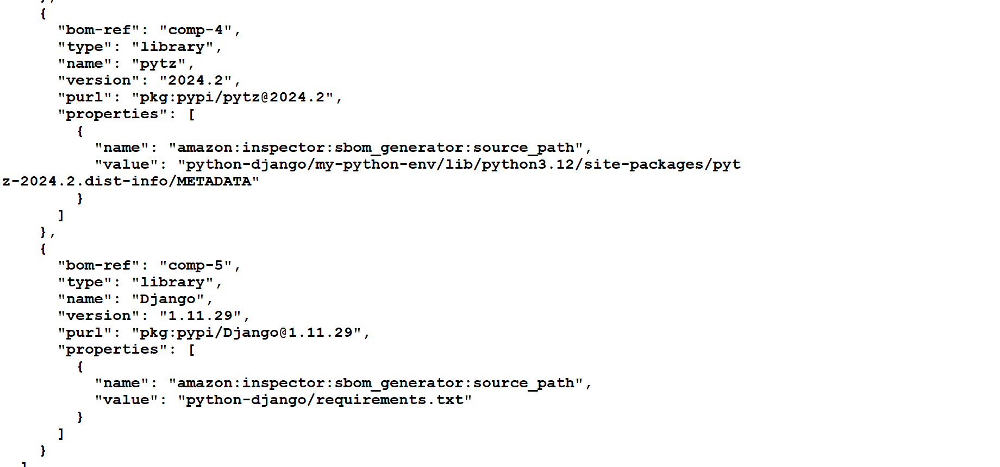 },
    {
      "bom-ref": "comp-4",
      "type": "library",
      "name": "pytz",
      "version": "2024.2",
      "purl": "pkg:pypi/pytz@2024.2",
      "properties": [
        {
          "name": "amazon:inspector:sbom_generator:source_path",
          "value": "python-django/my-python-env/lib/python3.12/site-packages/pyt
z-2024.2.dist-info/METADATA"
        }
      ]
    },
    {
      "bom-ref": "comp-5",
      "type": "library",
      "name": "Django",
      "version": "1.11.29",
      "purl": "pkg:pypi/Django@1.11.29",
      "properties": [
        {
          "name": "amazon:inspector:sbom_generator:source_path",
          "value": "python-django/requirements.txt"
        }
      ]
    }
  ]